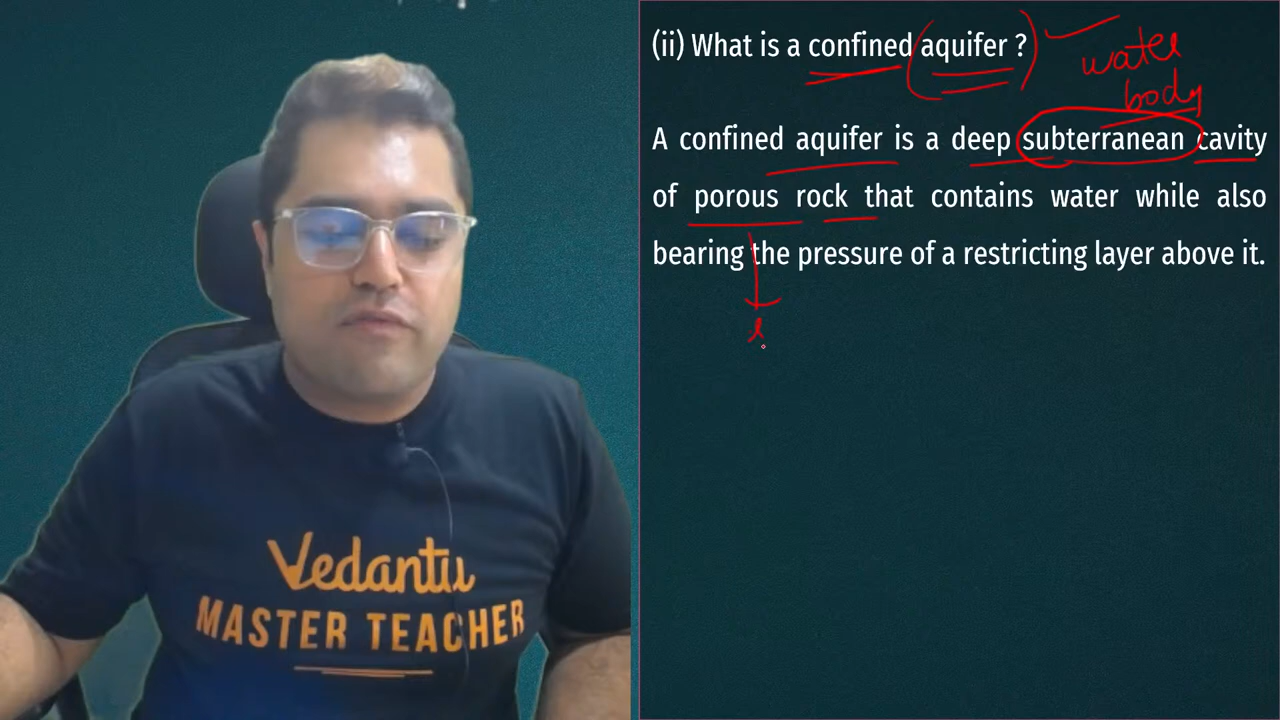 (ii) What is a confined aquifer ?
water
body
A confined aquifer is a deep subterranean cavity
of porous rock that contains water while also
bearing the pressure of a restricting layer above it.
Vedantu
MASTER TEACHER